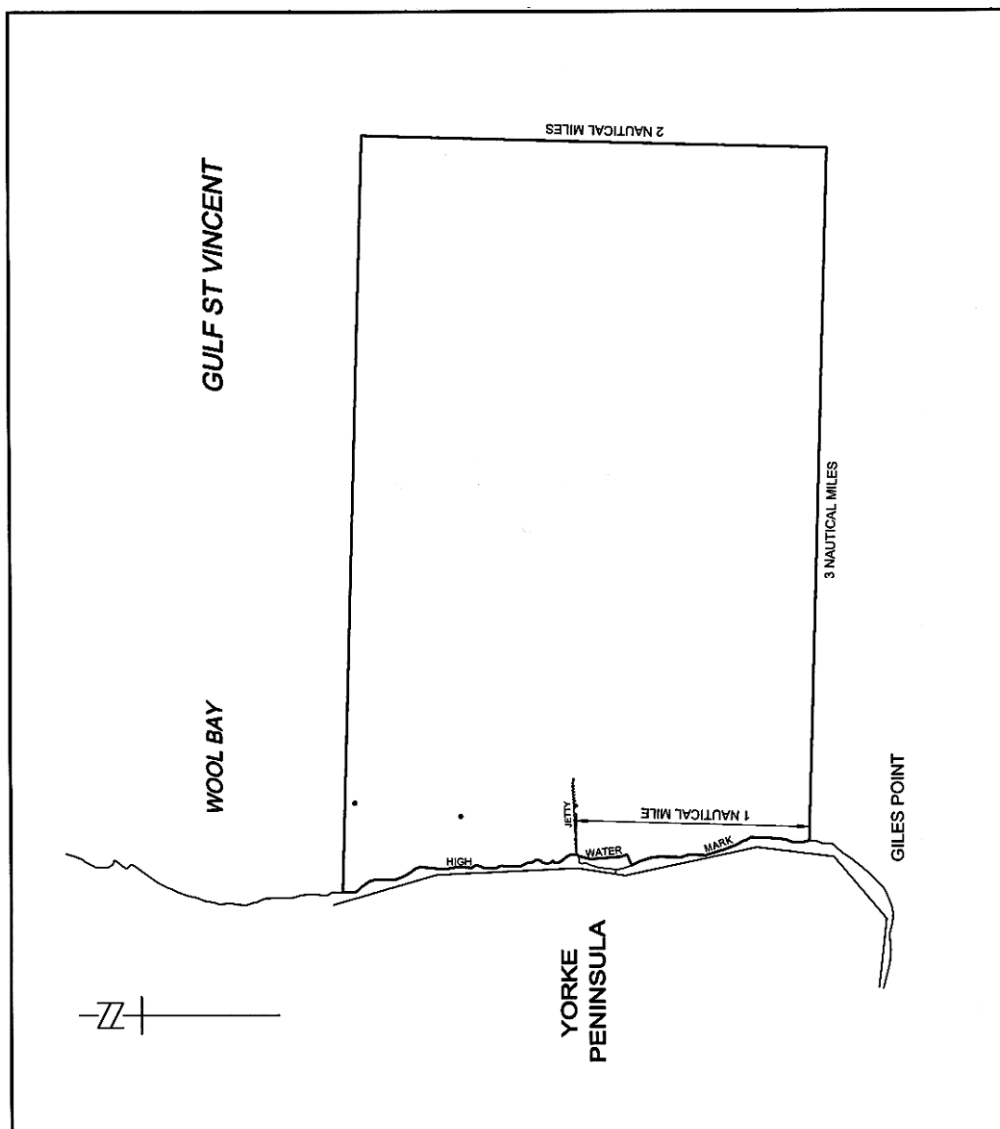 2 NAUTICAL MILES
GULF ST VINCENT
3 NAUTICAL MILES
WOOL BAY
JETTY
1 NAUTICAL MILE
HIGH
WATER
MARK
GILES POINT
YORKE
PENINSULA
N